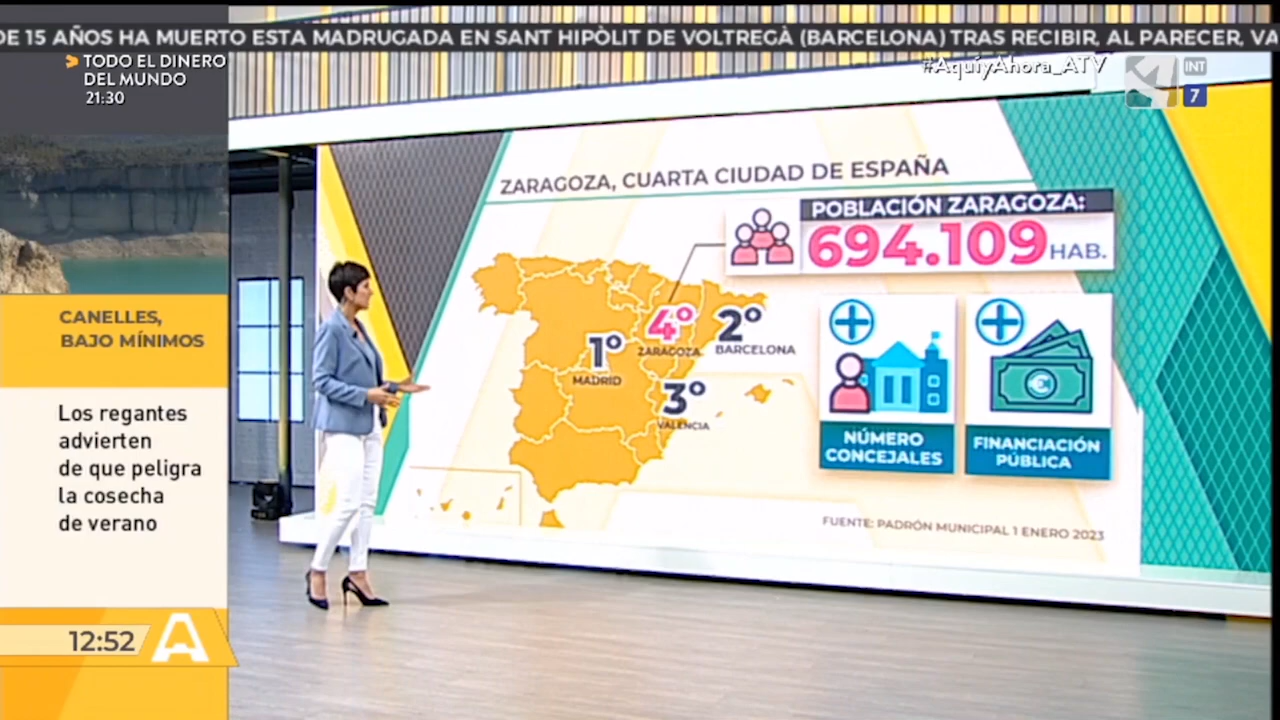 DE 15 AÑOS HA MUERTO ESTA MADRUGADA EN SANT HIPÒLIT DE VOLTREGÀ (BARCELONA) TRAS RECIBIR, AL PARECER, VA
TODO EL DINERO
DEL MUNDO
21:30
#AquíyAhora_ATV
INT
7
CANELLES,
BAJO MÍNIMOS
Los regantes
advierten
de que peligra
la cosecha
de verano
12:52
A
ZARAGOZA, CUARTA CIUDAD DE ESPAÑA
POBLACIÓN ZARAGOZA:
694.109 HAB.
4º
ZARAGOZA
2º
BARCELONA
1º
MADRID
3º
VALENCIA
NÚMERO
CONCEJALES
FINANCIACIÓN
PÚBLICA
FUENTE: PADRÓN MUNICIPAL 1 ENERO 2023